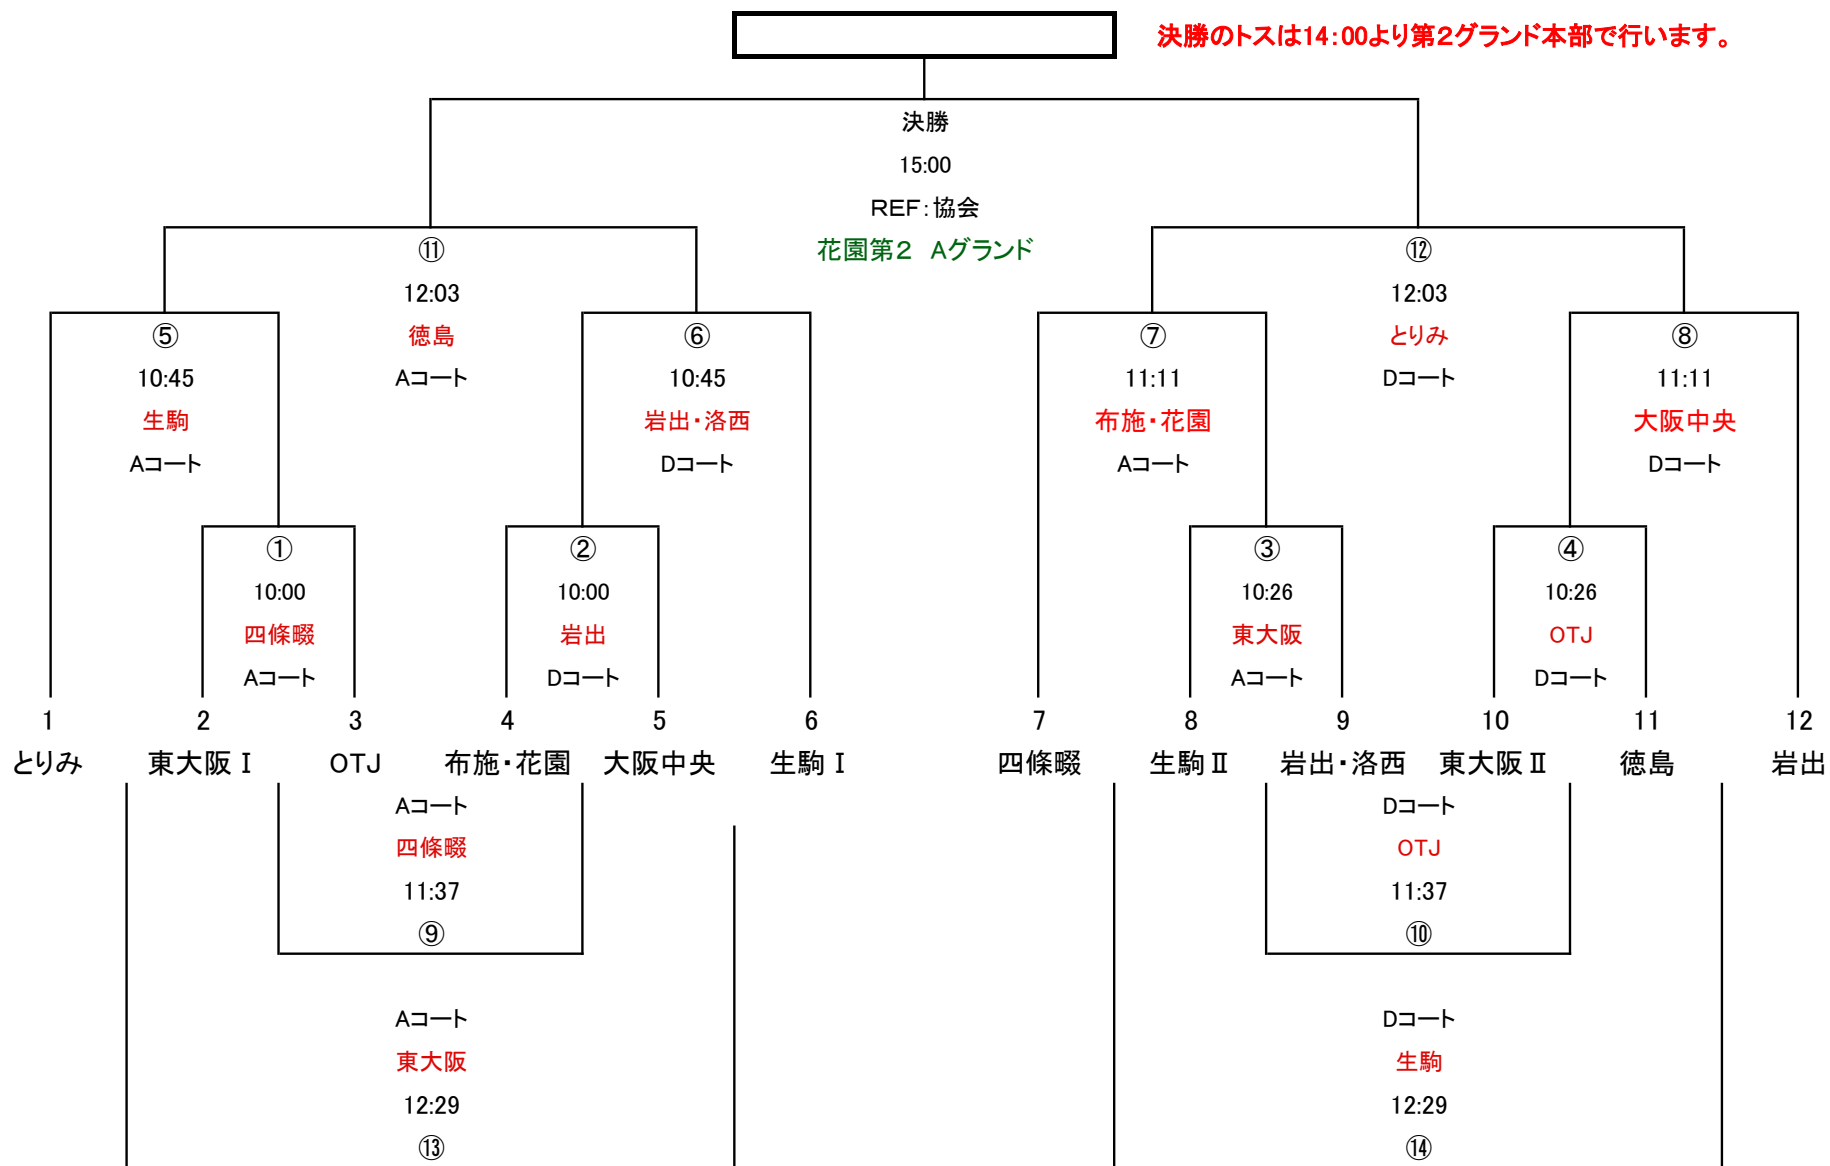 決勝のトスは14:00より第2グランド本部で行います。
決勝
15:00
REF:協会
花園第2 Aグランド
⑪
12:03
徳島
Aコート
⑫
12:03
とりみ
Dコート
⑤
10:45
生駒
Aコート
⑥
10:45
岩出・洛西
Dコート
⑦
11:11
布施・花園
Aコート
⑧
11:11
大阪中央
Dコート
①
10:00
四條畷
Aコート
②
10:00
岩出
Dコート
③
10:26
東大阪
Aコート
④
10:26
OTJ
Dコート
1 2 3 4 5 6 7 8 9 10 11 12
とりみ 東大阪Ⅰ OTJ 布施・花園 大阪中央 生駒Ⅰ 四條畷 生駒Ⅱ 岩出・洛西 東大阪Ⅱ 徳島 岩出
Aコート
四條畷
11:37
⑨
Dコート
OTJ
11:37
⑩
Aコート
東大阪
12:29
⑬
Dコート
生駒
12:29
⑭